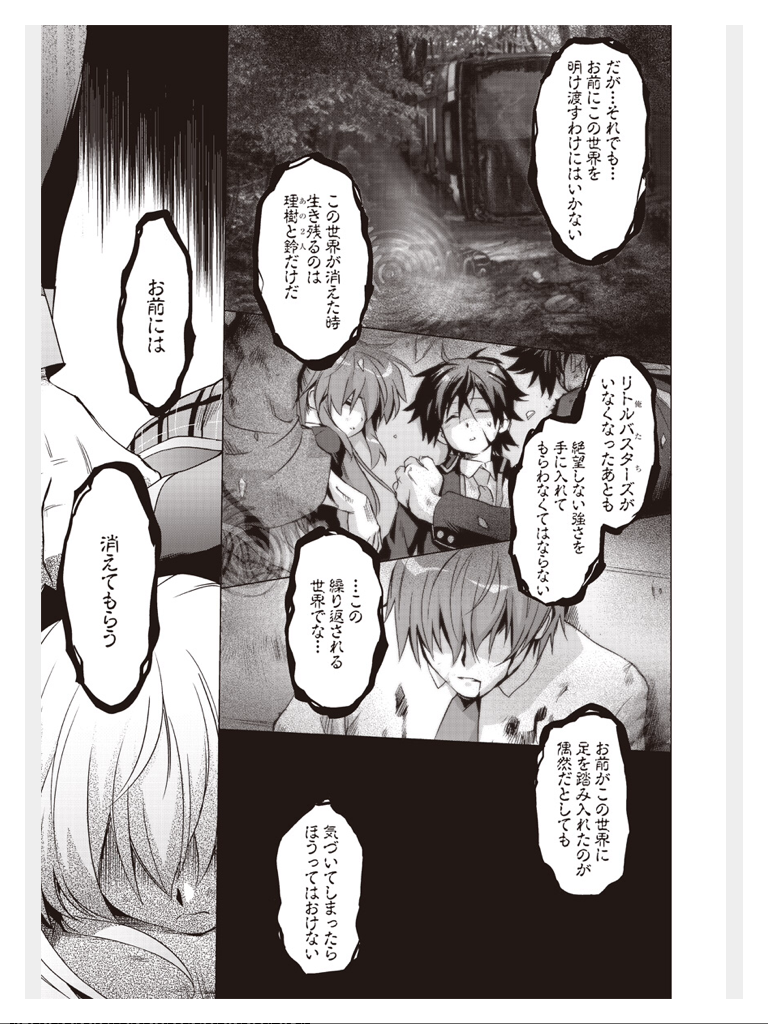 だが…それでも…
お前にこの世界を
明け渡すわけにはいかない
この世界が消えた時
生き残るのは
理樹と鈴だけだ
あの2人
リトルバスターズが
俺たち
いなくなったあとも
絶望しない強さを
手に入れて
もらわなくてはならない
…この
繰り返される
世界でな…
お前がこの世界に
足を踏み入れたのが
偶然だとしても
気づいてしまったら
ほうってはおけない
お前には
消えてもらう